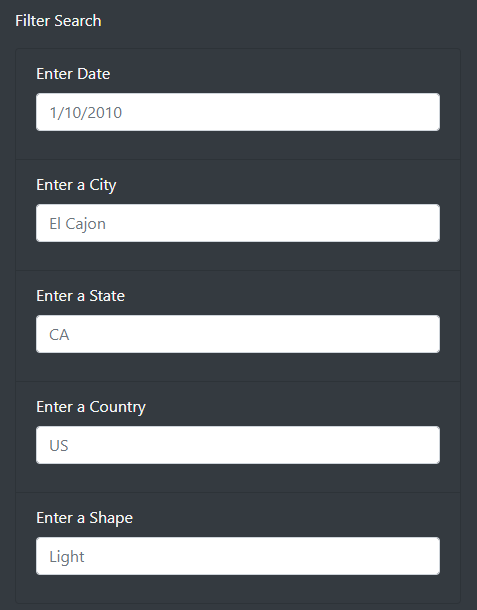 Filter Search
Enter Date
1/10/2010
Enter a City
El Cajon
Enter a State
CA
Enter a Country
US
Enter a Shape
Light